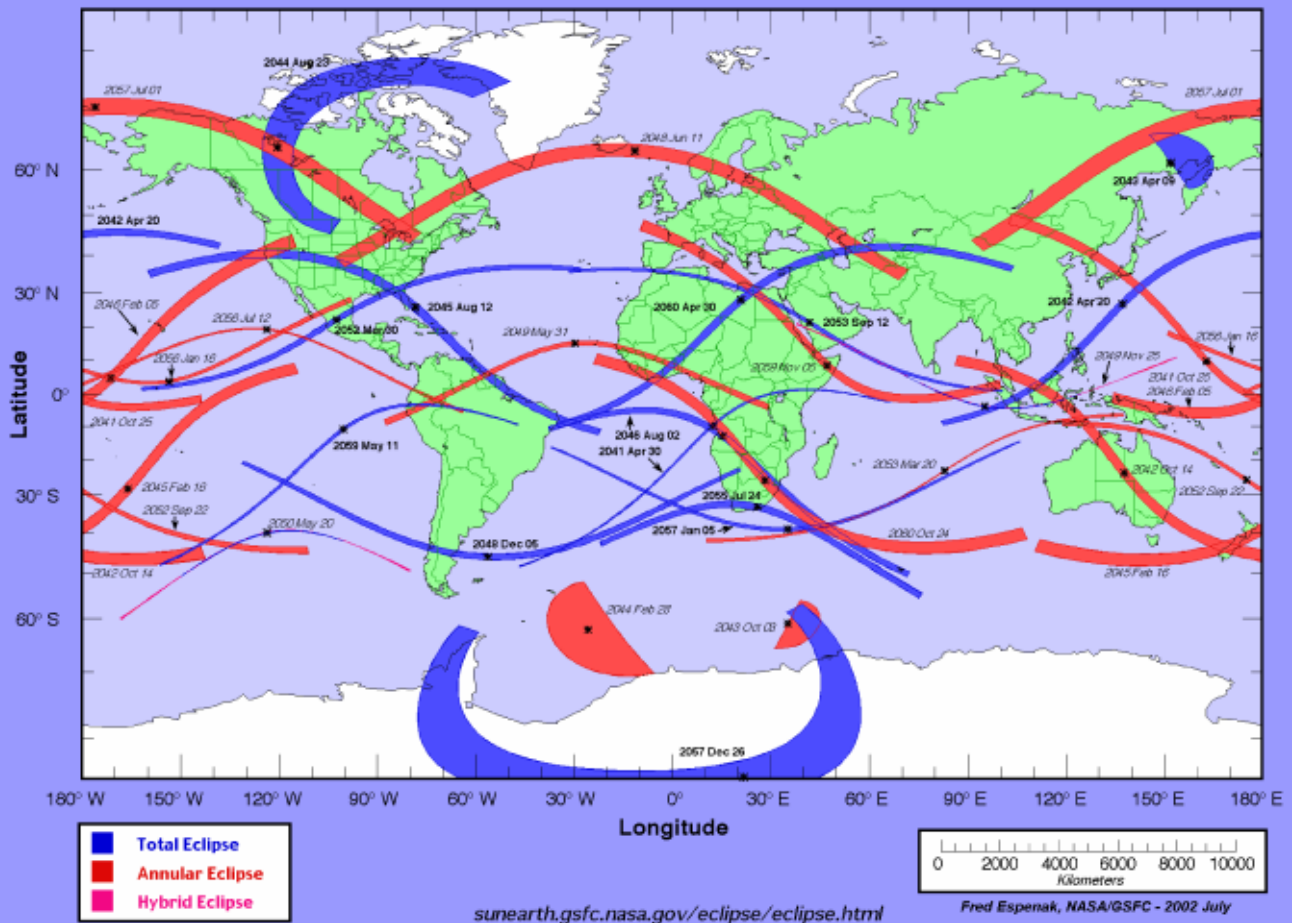 2044 Aug 23
2057 Jul 01
2057 Jul 01
2048 Jun 11
60° N
2043 Apr 09
2042 Apr 20
30° N
2046 Feb 05
2056 Jul 12
2045 Aug 12
2060 Apr 30
2042 Apr 20
2052 Mar 30
2053 Sep 12
2049 May 31
2056 Jan 16
2056 Jan 16
2059 Nov 05
2049 Nov 25
2041 Oct 25
2046 Feb 05
Latitude
0°
2041 Oct 25
2046 Aug 02
2059 May 11
2041 Apr 30
2053 Mar 20
2042 Oct 14
2045 Feb 16
2052 Sep 22
30° S
2055 Jul 24
2052 Sep 22
2050 May 20
2057 Jan 05
2060 Oct 24
2048 Dec 05
2042 Oct 14
2045 Feb 16
60° S
2044 Feb 28
2043 Oct 03
2057 Dec 26
180° W 150° W 120° W 90° W 60° W 30° W 0° 30° E 60° E 90° E 120° E 150° E 180° E
Longitude
Total Eclipse
Annular Eclipse
Hybrid Eclipse
0 2000 4000 6000 8000 10000
Kilometers
sunearth.gsfc.nasa.gov/eclipse/eclipse.html
Fred Espenak, NASA/GSFC - 2002 July